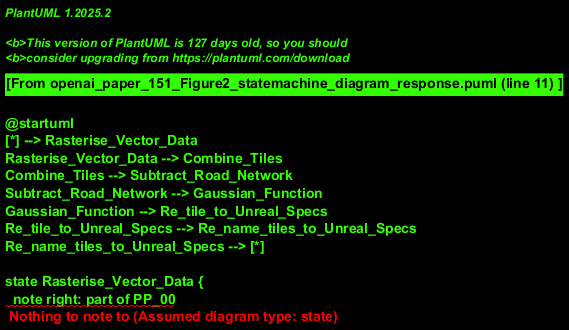 PlantUML 1.2025.2
<b>This version of PlantUML is 127 days old, so you should
<b>consider upgrading from https://plantuml.com/download
[From openai_paper_151_Figure2_statemachine_diagram_response.puml (line 11) ]
@startuml
[*] --> Rasterise_Vector_Data
Rasterise_Vector_Data --> Combine_Tiles
Combine_Tiles --> Subtract_Road_Network
Subtract_Road_Network --> Gaussian_Function
Gaussian_Function --> Re_tile_to_Unreal_Specs
Re_tile_to_Unreal_Specs --> Re_name_tiles_to_Unreal_Specs
Re_name_tiles_to_Unreal_Specs --> [*]
state Rasterise_Vector_Data {
note right: part of PP_00
Nothing to note to (Assumed diagram type: state)